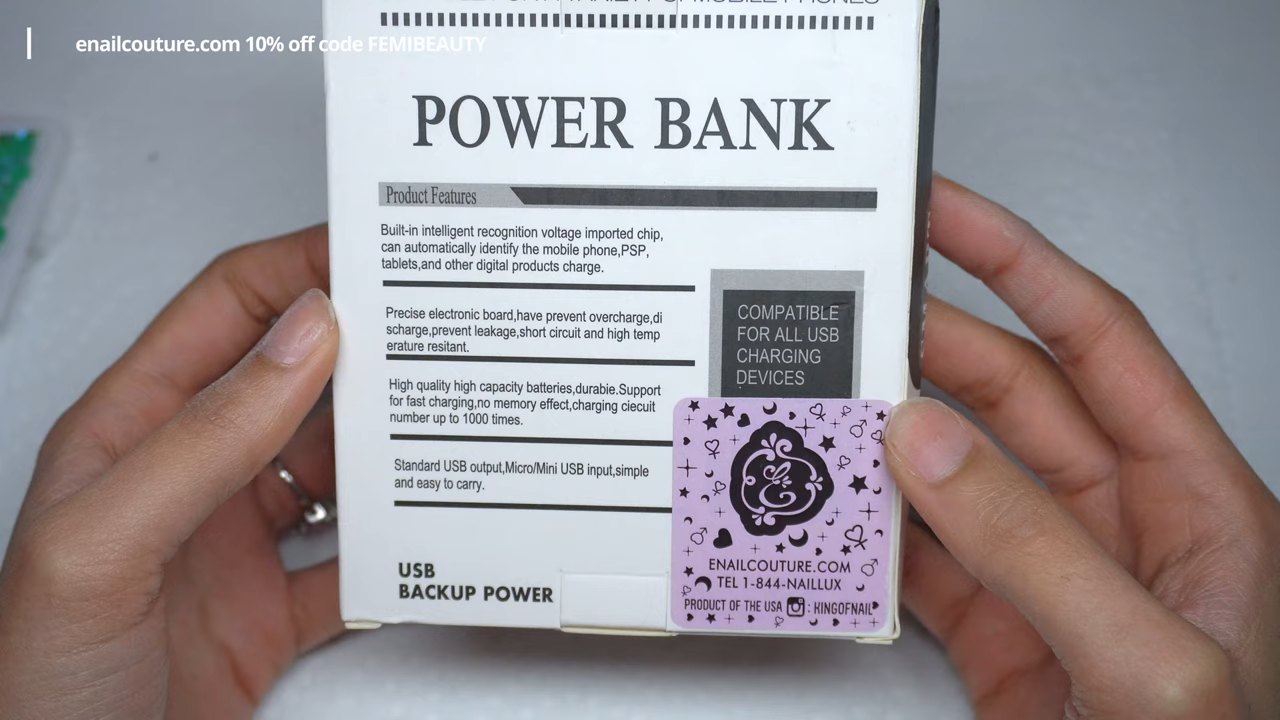 enailcouture.com 10% off code FEMIBEAUTY
POWER BANK
Product Features
Built-in intelligent recognition voltage imported chip,
can automatically identify the mobile phone,PSP,
tablets,and other digital products charge.
Precise electronic board,have prevent overcharge,di
scharge,prevent leakage,short circuit and high temp
erature resitant.
High quality high capacity batteries,durabie.Support
for fast charging,no memory effect,charging ciecuit
number up to 1000 times.
Standard USB output,Micro/Mini USB input,simple
and easy to carry.
COMPATIBLE
FOR ALL USB
CHARGING
DEVICES
USB
BACKUP POWER
E
ENAILCOUTURE.COM
TEL 1-844-NAILLUX
PRODUCT OF THE USA : KINGOFNAIL